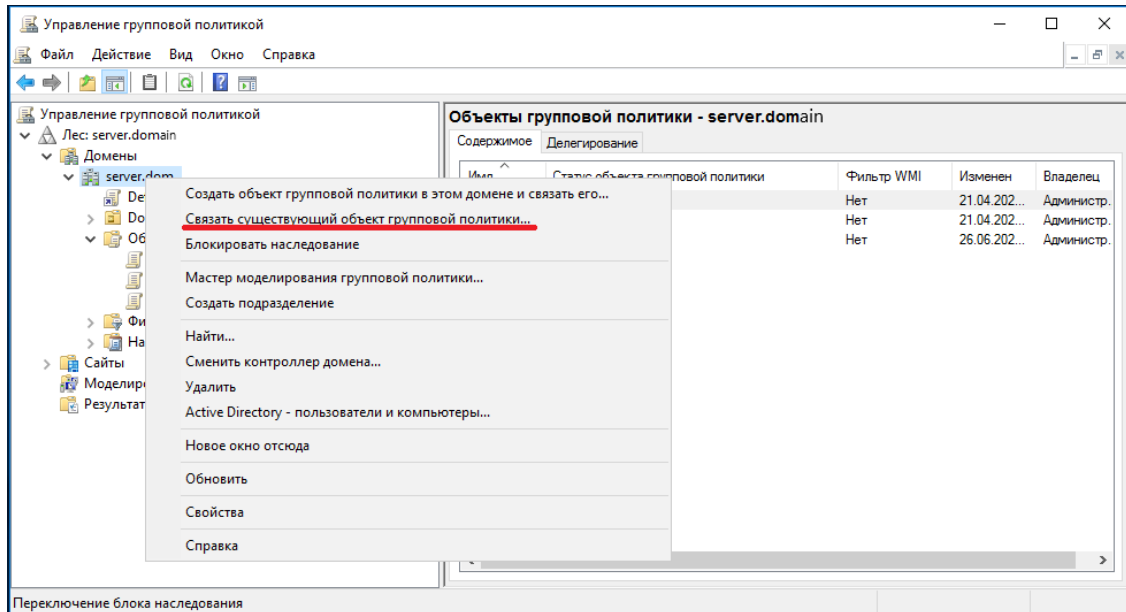 Управление групповой политикой
Файл Действие Вид Окно Справка
Управление групповой политикой
Лес: server.domain
Домены
server.dom
Сайты
Создать объект групповой политики в этом домене и связать его...
Связать существующий объект групповой политики...
Блокировать наследование
Мастер моделирования групповой политики...
Создать подразделение
Найти...
Сменить контроллер домена...
Удалить
Active Directory - пользователи и компьютеры...
Новое окно отсюда
Обновить
Свойства
Справка
Объекты групповой политики - server.domain
Содержимое Делегирование
Имя Статус объекта групповой политики Фильтр WMI Изменен Владелец
Нет 21.04.202... Администр.
Нет 21.04.202... Администр.
Нет 26.06.202... Администр.
Переключение блока наследования